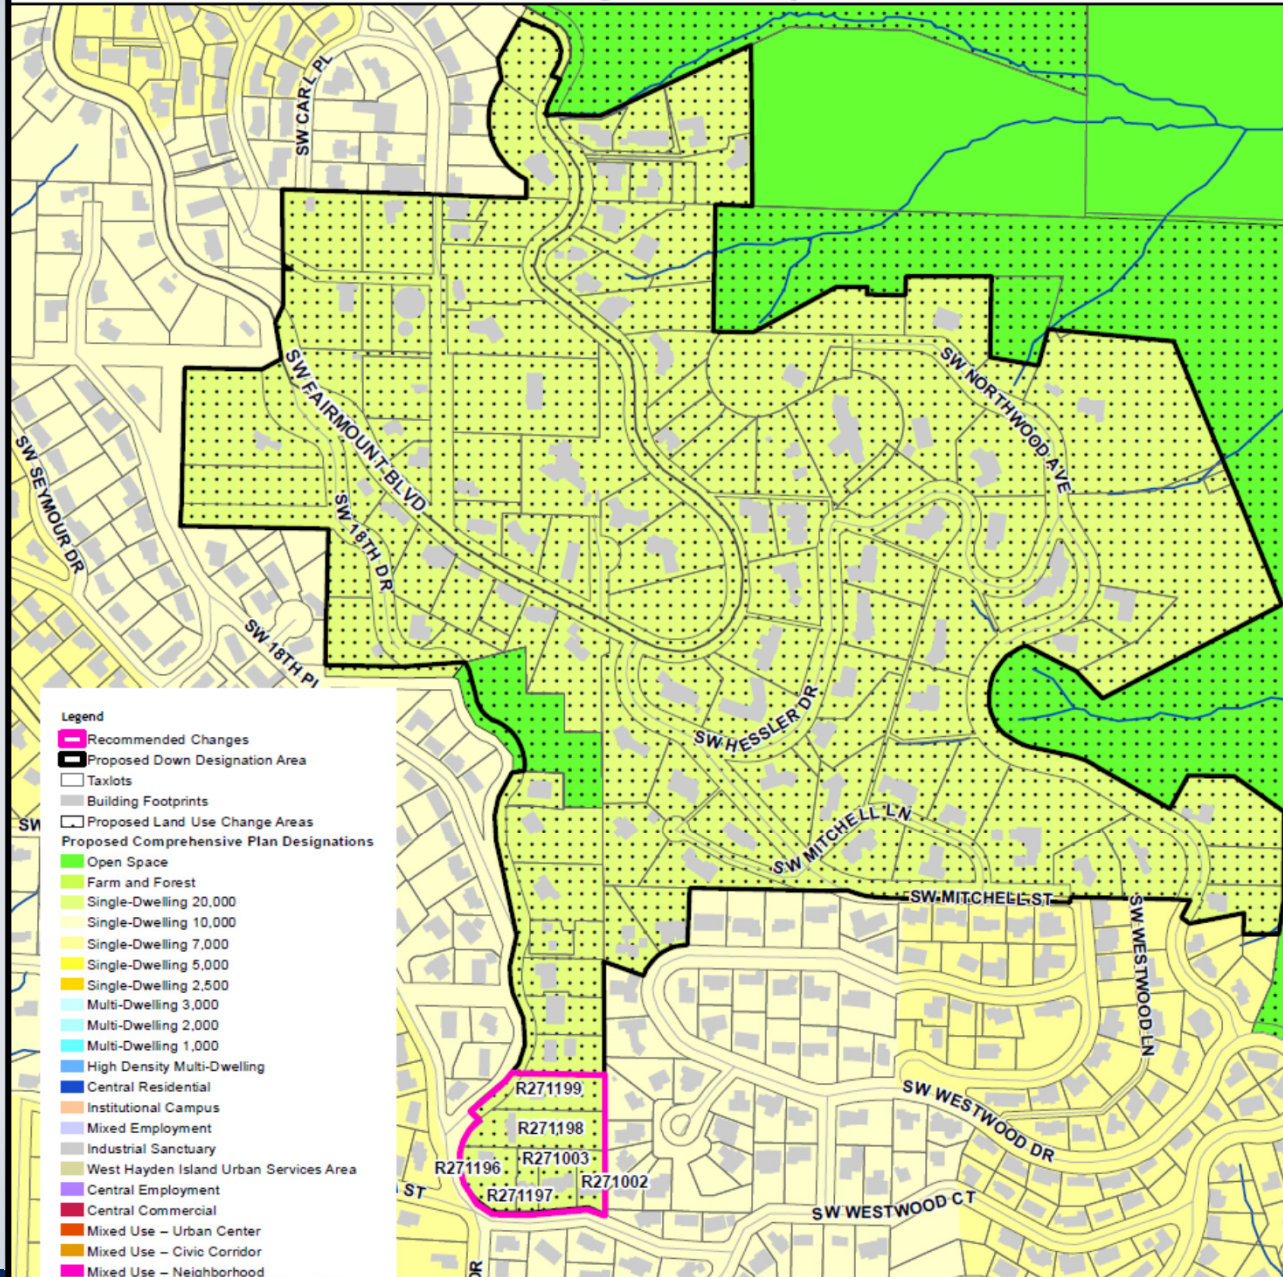 SW CARL PL
SW FAIRMOUNT BLVD
SW NORTHWOOD AVE
SW SEYMOUR DR
SW 18TH DR
SW 18TH PL
SW HESSLER DR
SW MITCHELL LN
SW MITCHELL ST
SW WESTWOOD LN
SW
Legend
Recommended Changes
Proposed Down Designation Area
Taxlots
Building Footprints
Proposed Land Use Change Areas
Proposed Comprehensive Plan Designations
Open Space
Farm and Forest
Single-Dwelling 20,000
Single-Dwelling 10,000
Single-Dwelling 7,000
Single-Dwelling 5,000
Single-Dwelling 2,500
Multi-Dwelling 3,000
Multi-Dwelling 2,000
Multi-Dwelling 1,000
High Density Multi-Dwelling
Central Residential
Institutional Campus
Mixed Employment
Industrial Sanctuary
West Hayden Island Urban Services Area
Central Employment
Central Commercial
Mixed Use – Urban Center
Mixed Use – Civic Corridor
Mixed Use – Neighborhood
R271199
R271198
R271003
R271196
R271002
R271197
ST
SW WESTWOOD DR
SW WESTWOOD CT
DR